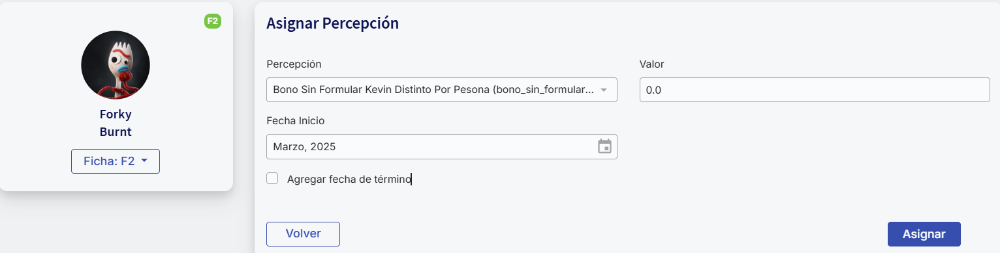 F2
Forky
Burnt
Ficha: F2
Asignar Percepción
Percepción
Valor
Bono Sin Formular Kevin Distinto Por Pesona (bono_sin_formular...
0.0
Fecha Inicio
Marzo, 2025
Agregar fecha de término
Volver
Asignar